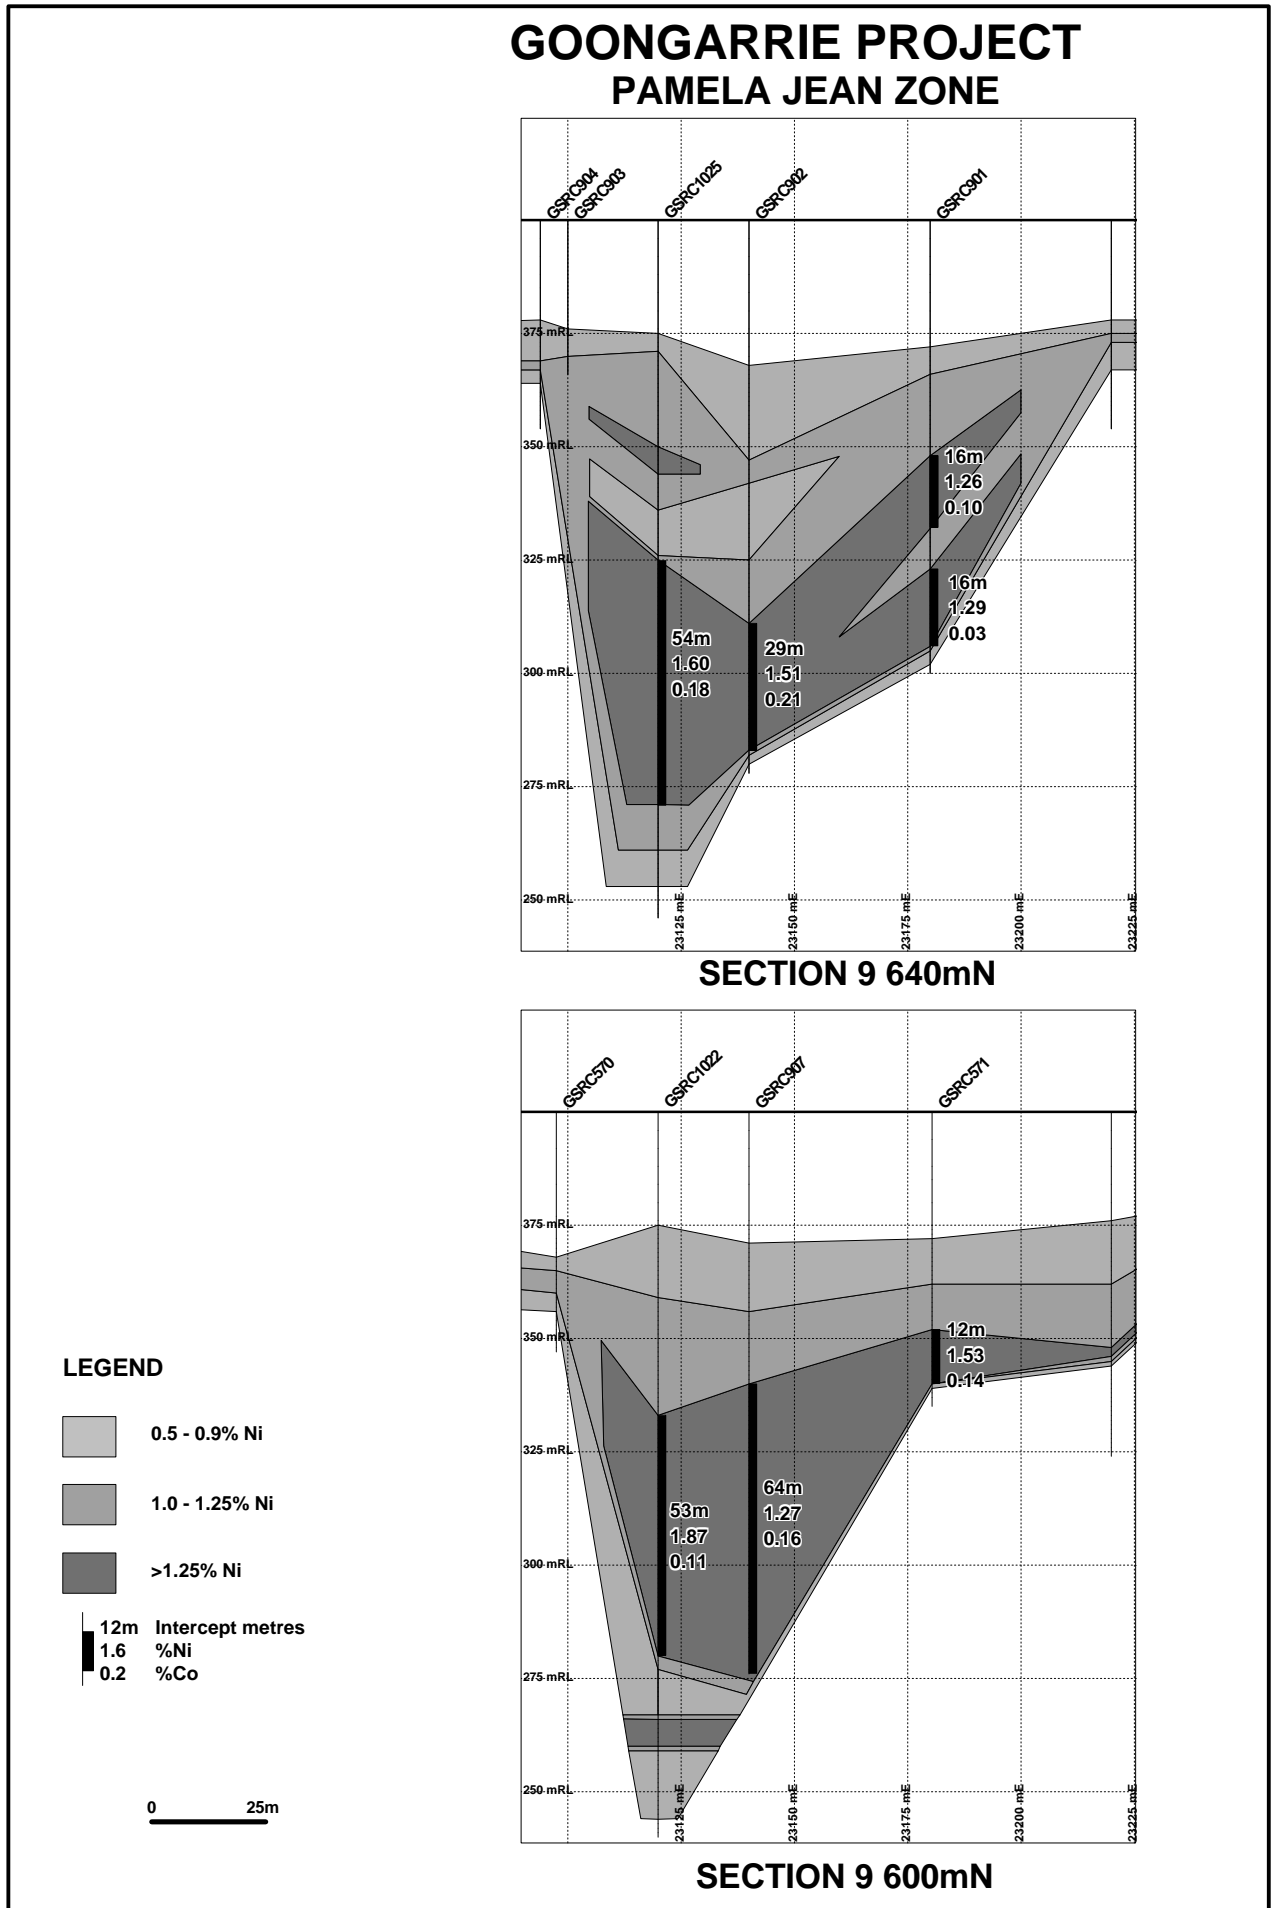 GOONGARRIE PROJECT
PAMELA JEAN ZONE
GSRC904
GSRC903
GSRC1025
GSRC902
GSRC901
375 mRL
350 mRL
16m
1.26
0.10
325 mRL
16m
1.29
0.03
54m
1.60
0.18
29m
1.51
0.21
300 mRL
275 mRL
250 mRL
23125 mE
23150 mE
23175 mE
23200 mE
23225 mE
SECTION 9 640mN
GSRC570
GSRC1022
GSRC907
GSRC571
375 mRL
350 mRL
12m
1.53
0.14
325 mRL
53m
1.87
0.11
64m
1.27
0.16
300 mRL
275 mRL
250 mRL
23125 mE
23150 mE
23175 mE
23200 mE
23225 mE
SECTION 9 600mN
LEGEND
0.5 - 0.9% Ni
1.0 - 1.25% Ni
>1.25% Ni
12m Intercept metres
1.6 %Ni
0.2 %Co
0 25m